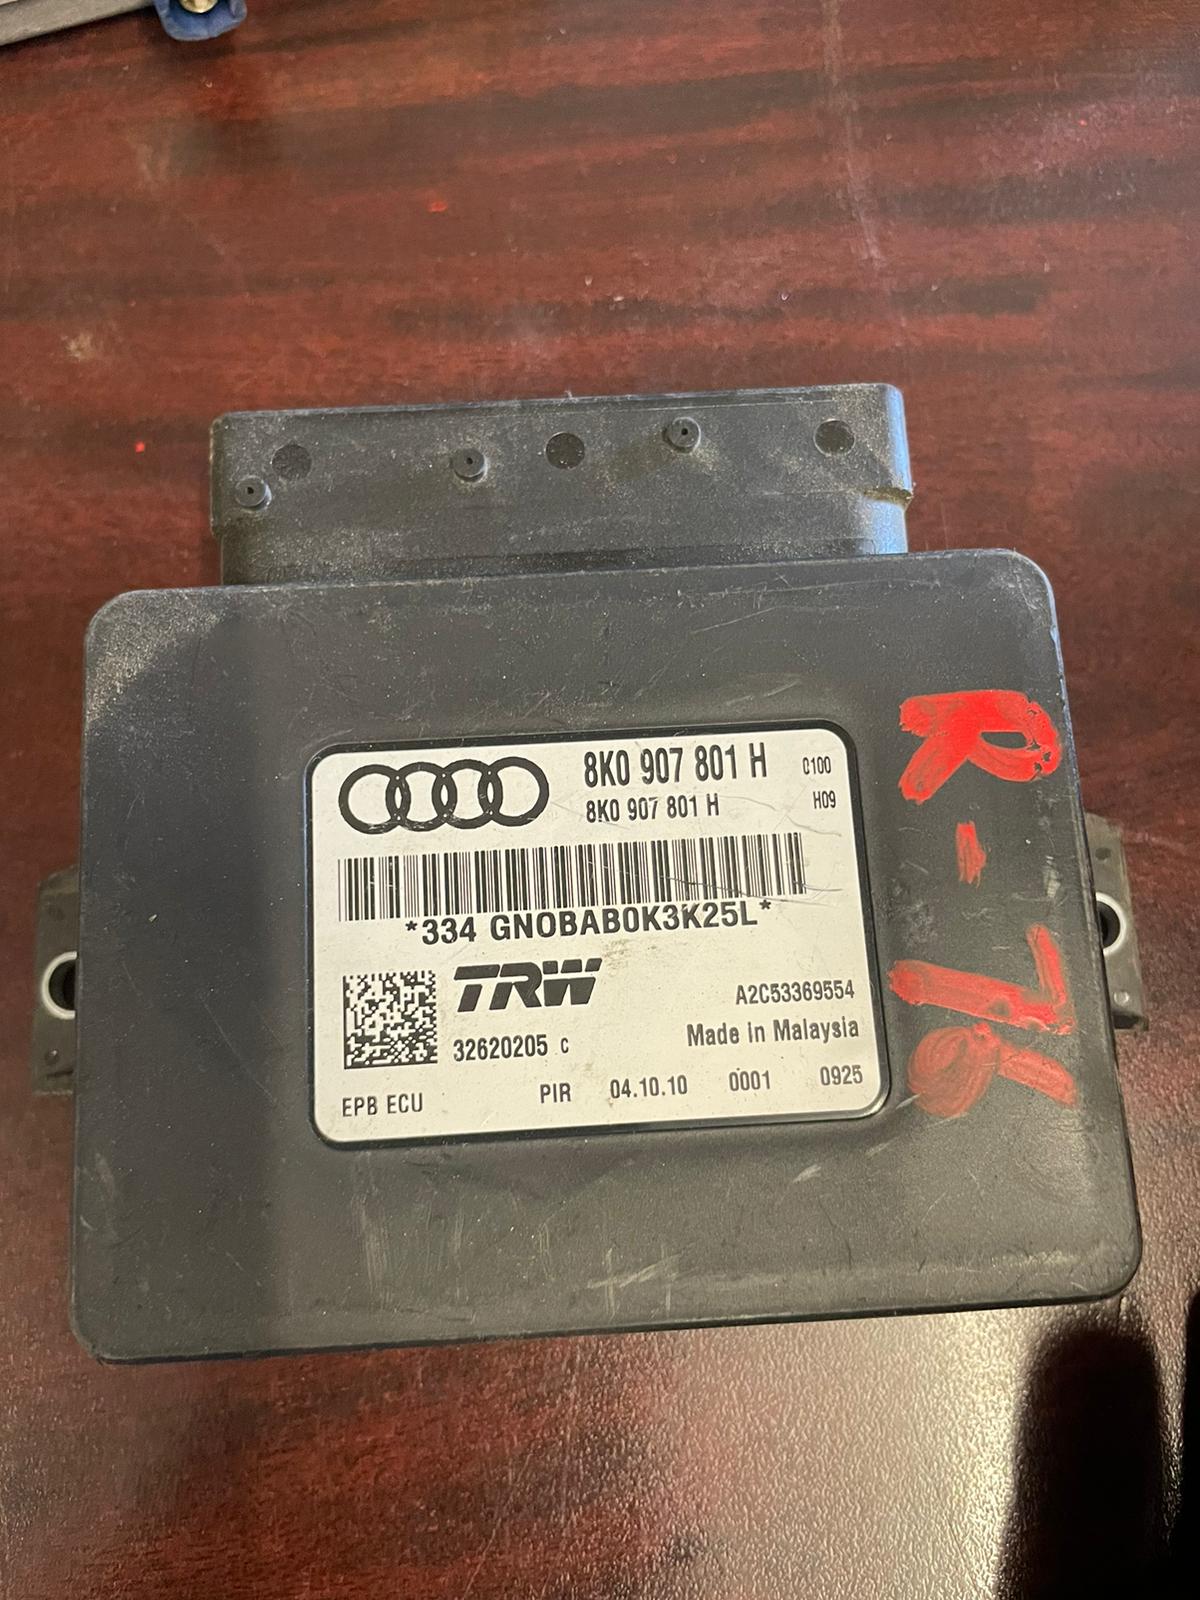 8K0 907 801 H 0100
8K0 907 801 H H09
*334 GNOBAB0K3K25L*
TRW
A2C53369554
32620205 C Made in Malaysia
EPB ECU PIR 04.10.10 0001 0925
R-76